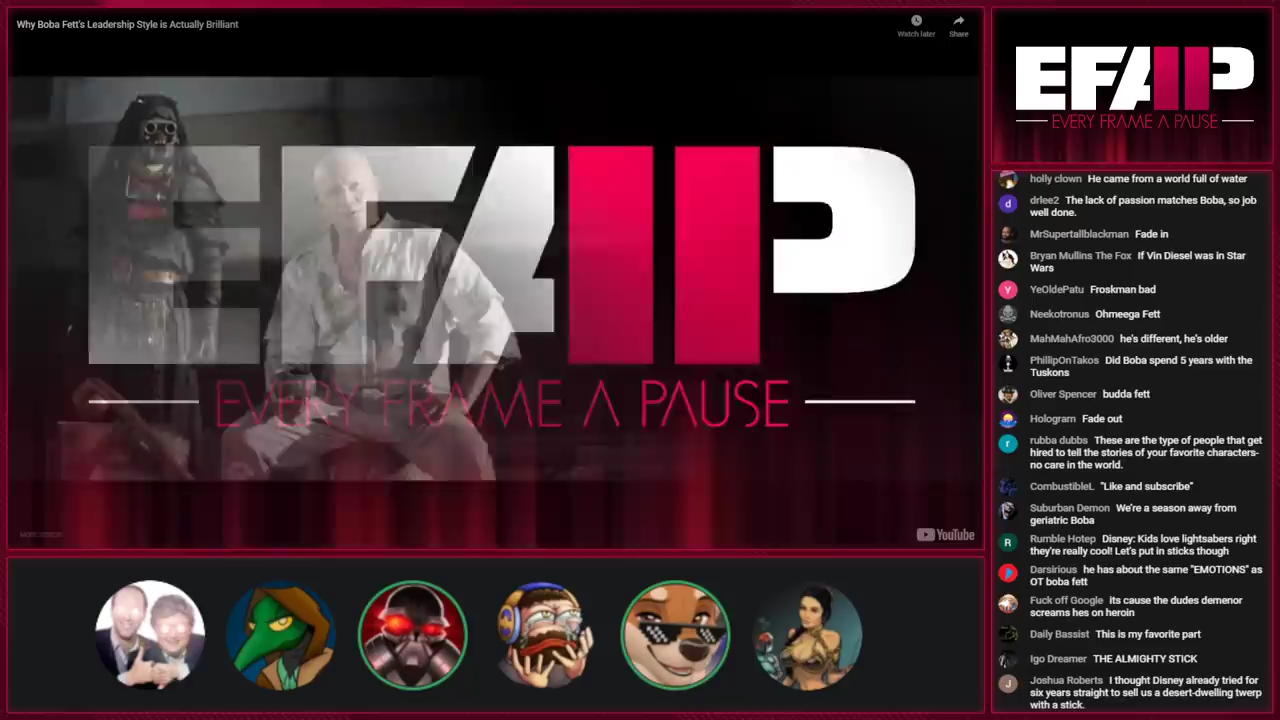 Why Boba Fett's Leadership Style is Actually Brilliant
Watch later
Share
EFAP
EVERY FRAME A PAUSE
YouTube
EFAP
EVERY FRAME A PAUSE
holly clown He came from a world full of water
drlee2 The lack of passion matches Boba, so job
well done.
MrSupertallblackman Fade in
Bryan Mullins The Fox If Vin Diesel was in Star
Wars
YeOldePatu Froskman bad
Neekotronus Ohmeega Fett
MahMahAfro3000 he's different, he's older
PhillipOnTakos Did Boba spend 5 years with the
Tuskons
Oliver Spencer budda fett
Hologram Fade out
rubba dubbs These are the type of people that get
hired to tell the stories of your favorite characters-
no care in the world.
CombustibleL "Like and subscribe"
Suburban Demon We're a season away from
geriatric Boba
Rumble Hotep Disney: Kids love lightsabers right
they're really cool! Let's put in sticks though
Darsirious he has about the same "EMOTIONS" as
OT boba fett
Fuck off Google its cause the dudes demenor
screams hes on heroin
Daily Bassist This is my favorite part
Igo Dreamer THE ALMIGHTY STICK
Joshua Roberts I thought Disney already tried for
six years straight to sell us a desert-dwelling twerp
with a stick.